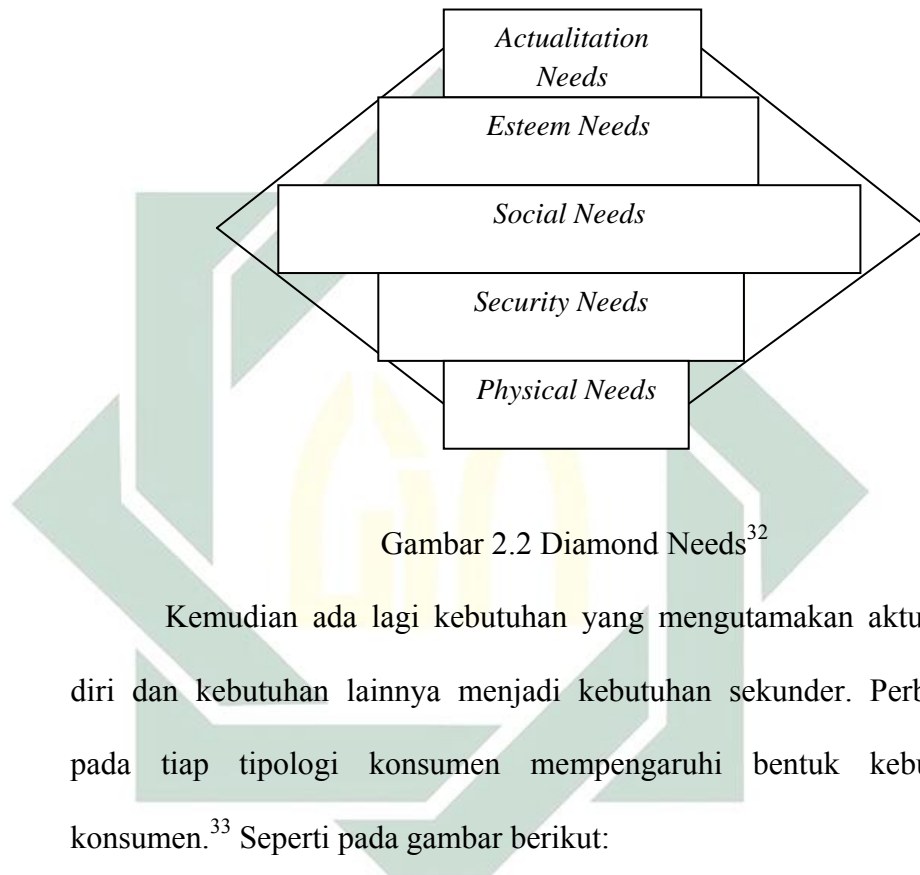 Actualitation
Needs
Esteem Needs
Social Needs
Security Needs
Physical Needs
Gambar 2.2 Diamond Needs32
Kemudian ada lagi kebutuhan yang mengutamakan aktu
diri dan kebutuhan lainnya menjadi kebutuhan sekunder. Perb
pada tiap tipologi konsumen mempengaruhi bentuk kebu
konsumen.33 Seperti pada gambar berikut: